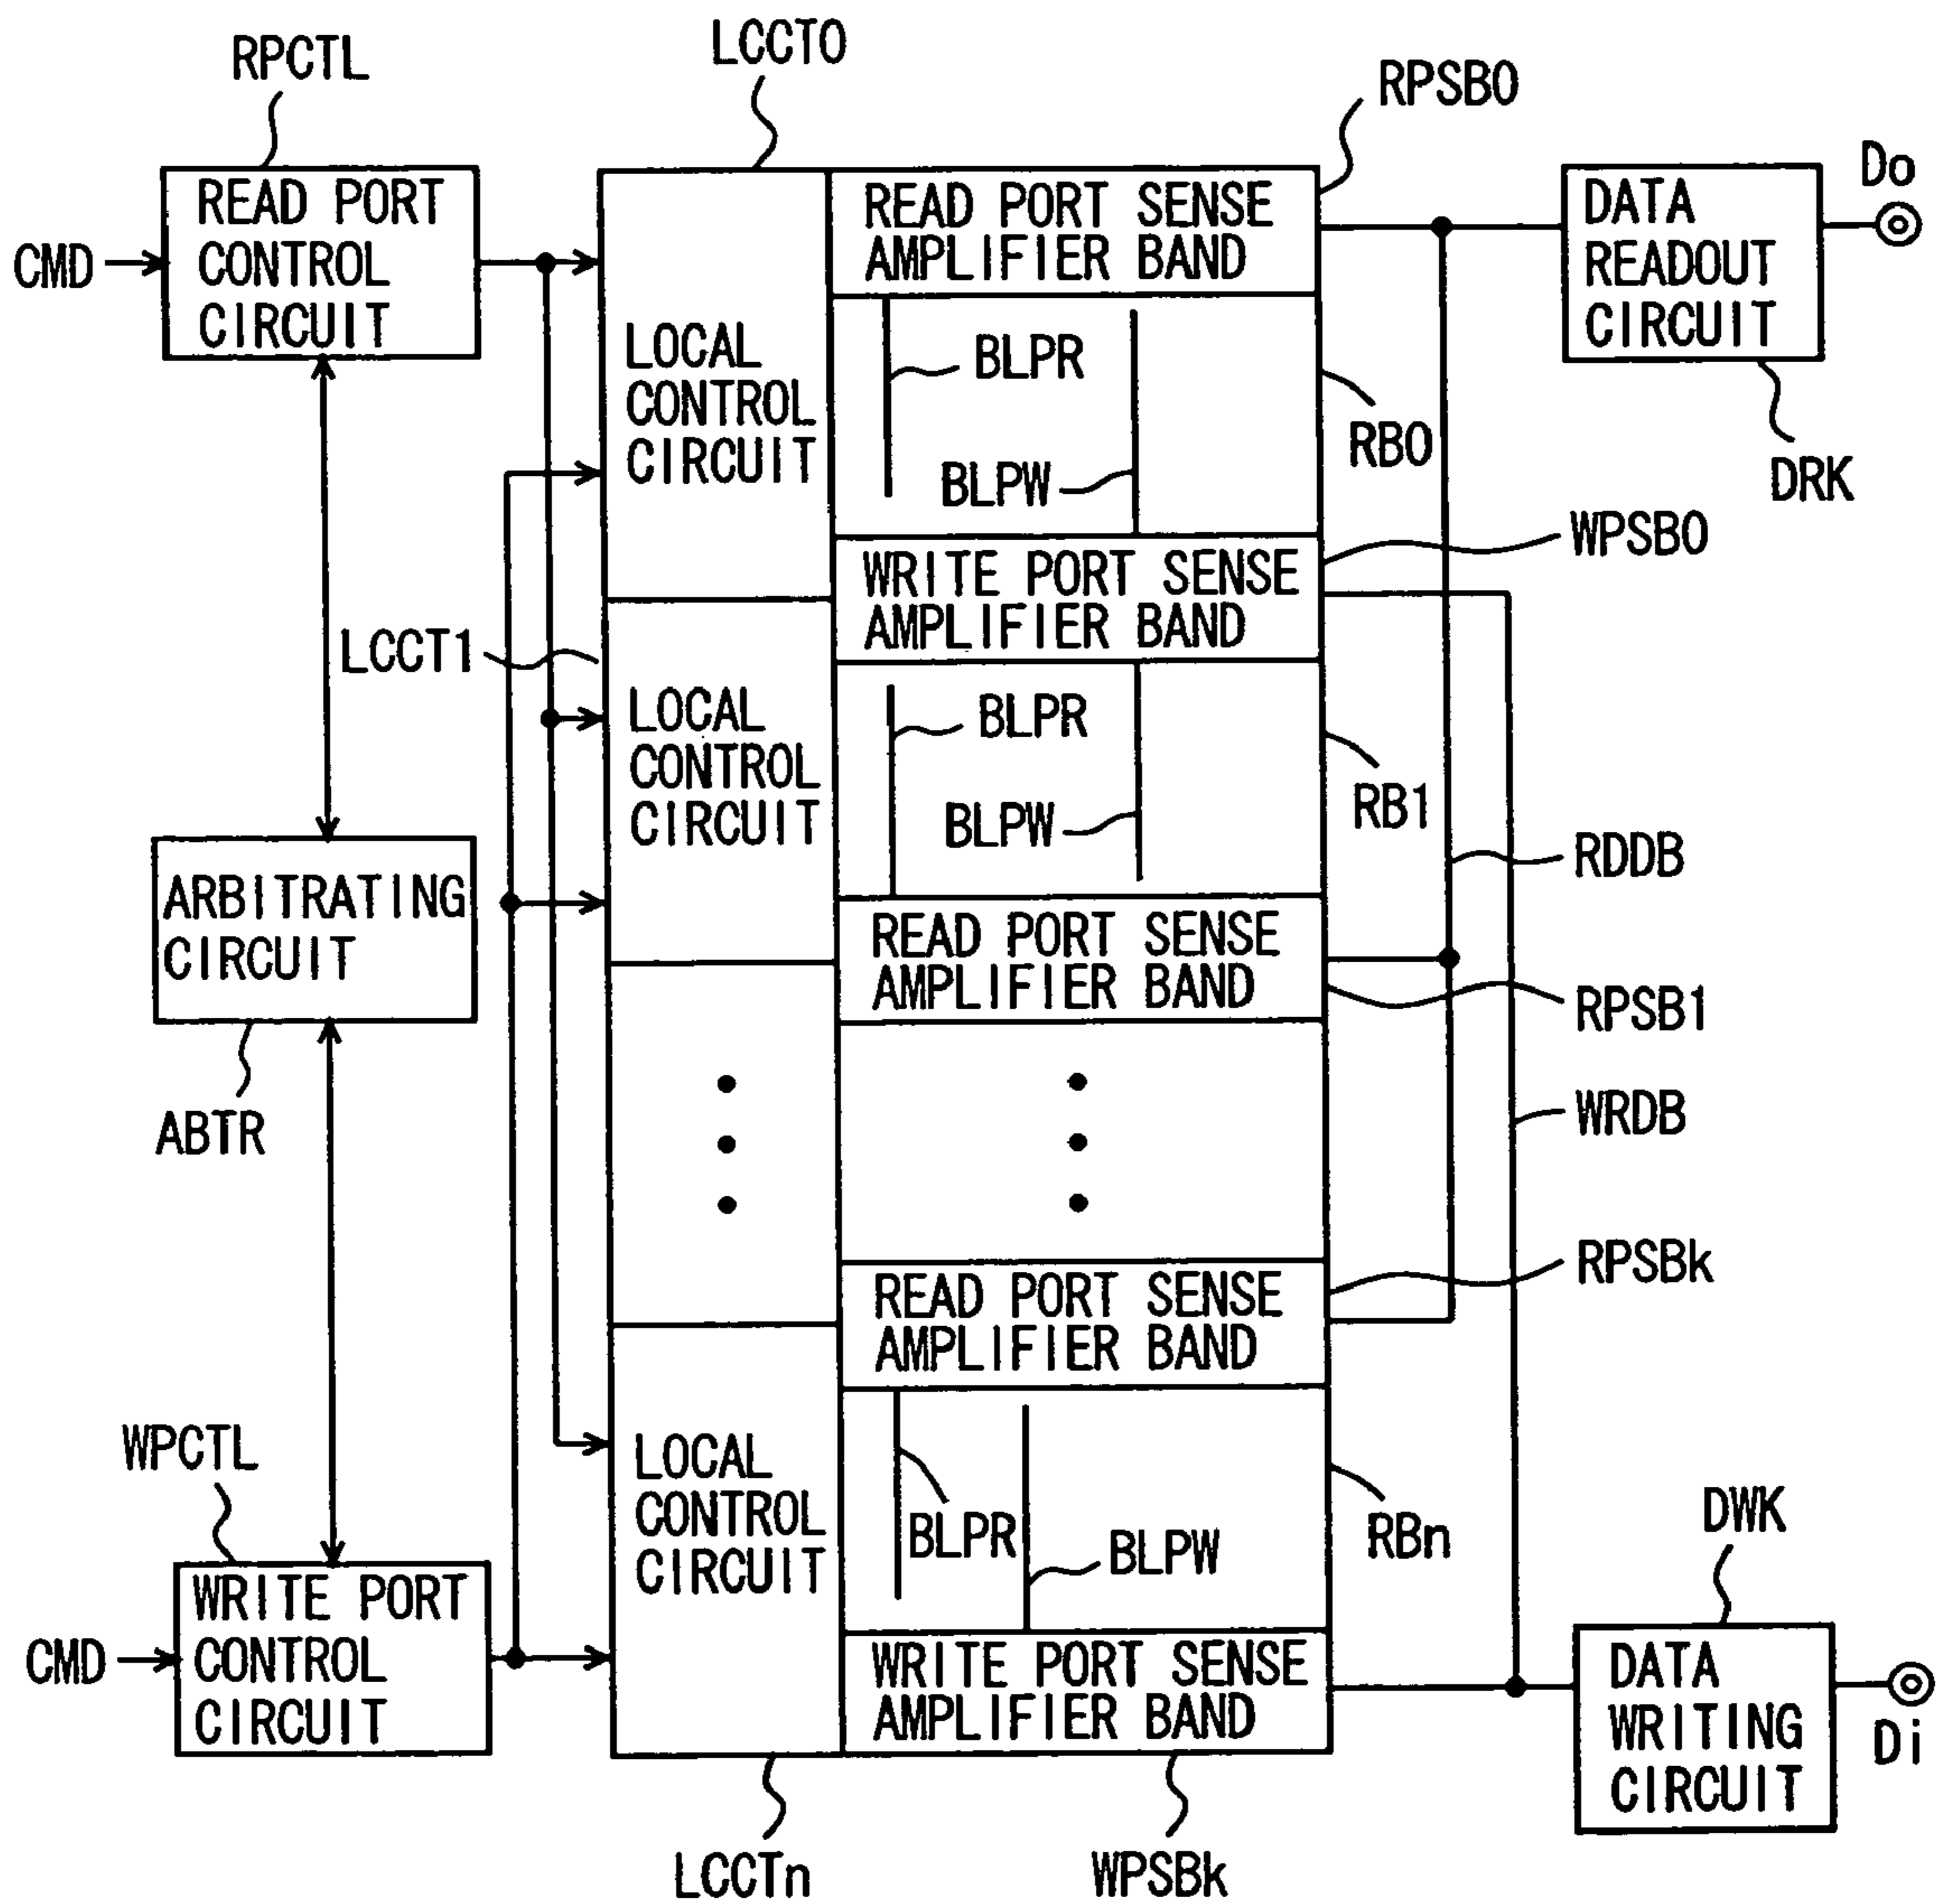 LCCT0
RPCTL
RPSB0
Do
READ PORT
CONTROL
CIRCUIT
CMD
READ PORT SENSE
AMPLIFIER BAND
DATA
READOUT
CIRCUIT
LOCAL
CONTROL
CIRCUIT
BLPR
BLPW
RB0
DRK
WPSB0
WRITE PORT SENSE
AMPLIFIER BAND
LCCT1
LOCAL
CONTROL
CIRCUIT
BLPR
BLPW
RB1
RDDB
ARBITRATING
CIRCUIT
READ PORT SENSE
AMPLIFIER BAND
RPSB1
ABTR
WRDB
RPSBk
READ PORT SENSE
AMPLIFIER BAND
WPCTL
LOCAL
CONTROL
CIRCUIT
BLPR
BLPW
RBn
DWK
WRITE PORT
CONTROL
CIRCUIT
CMD
WRITE PORT SENSE
AMPLIFIER BAND
DATA
WRITING
CIRCUIT
Di
LCCTn
WPSBk